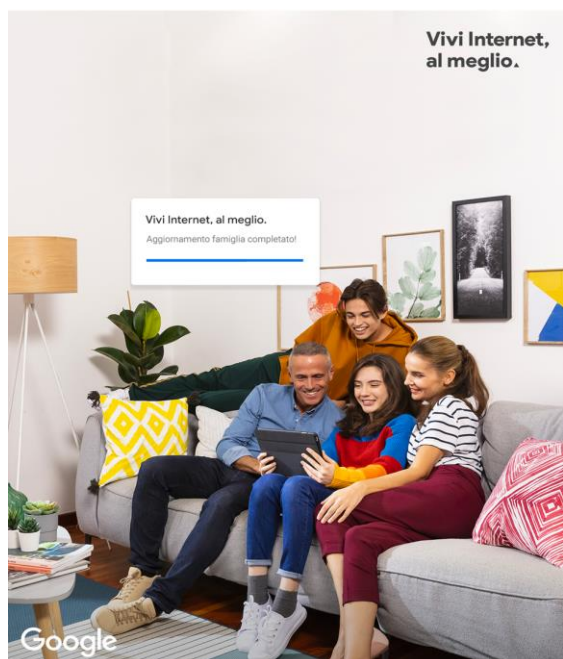 Vivi Internet,
al meglio.
Vivi Internet, al meglio.
Aggiornamento famiglia completato!
Google